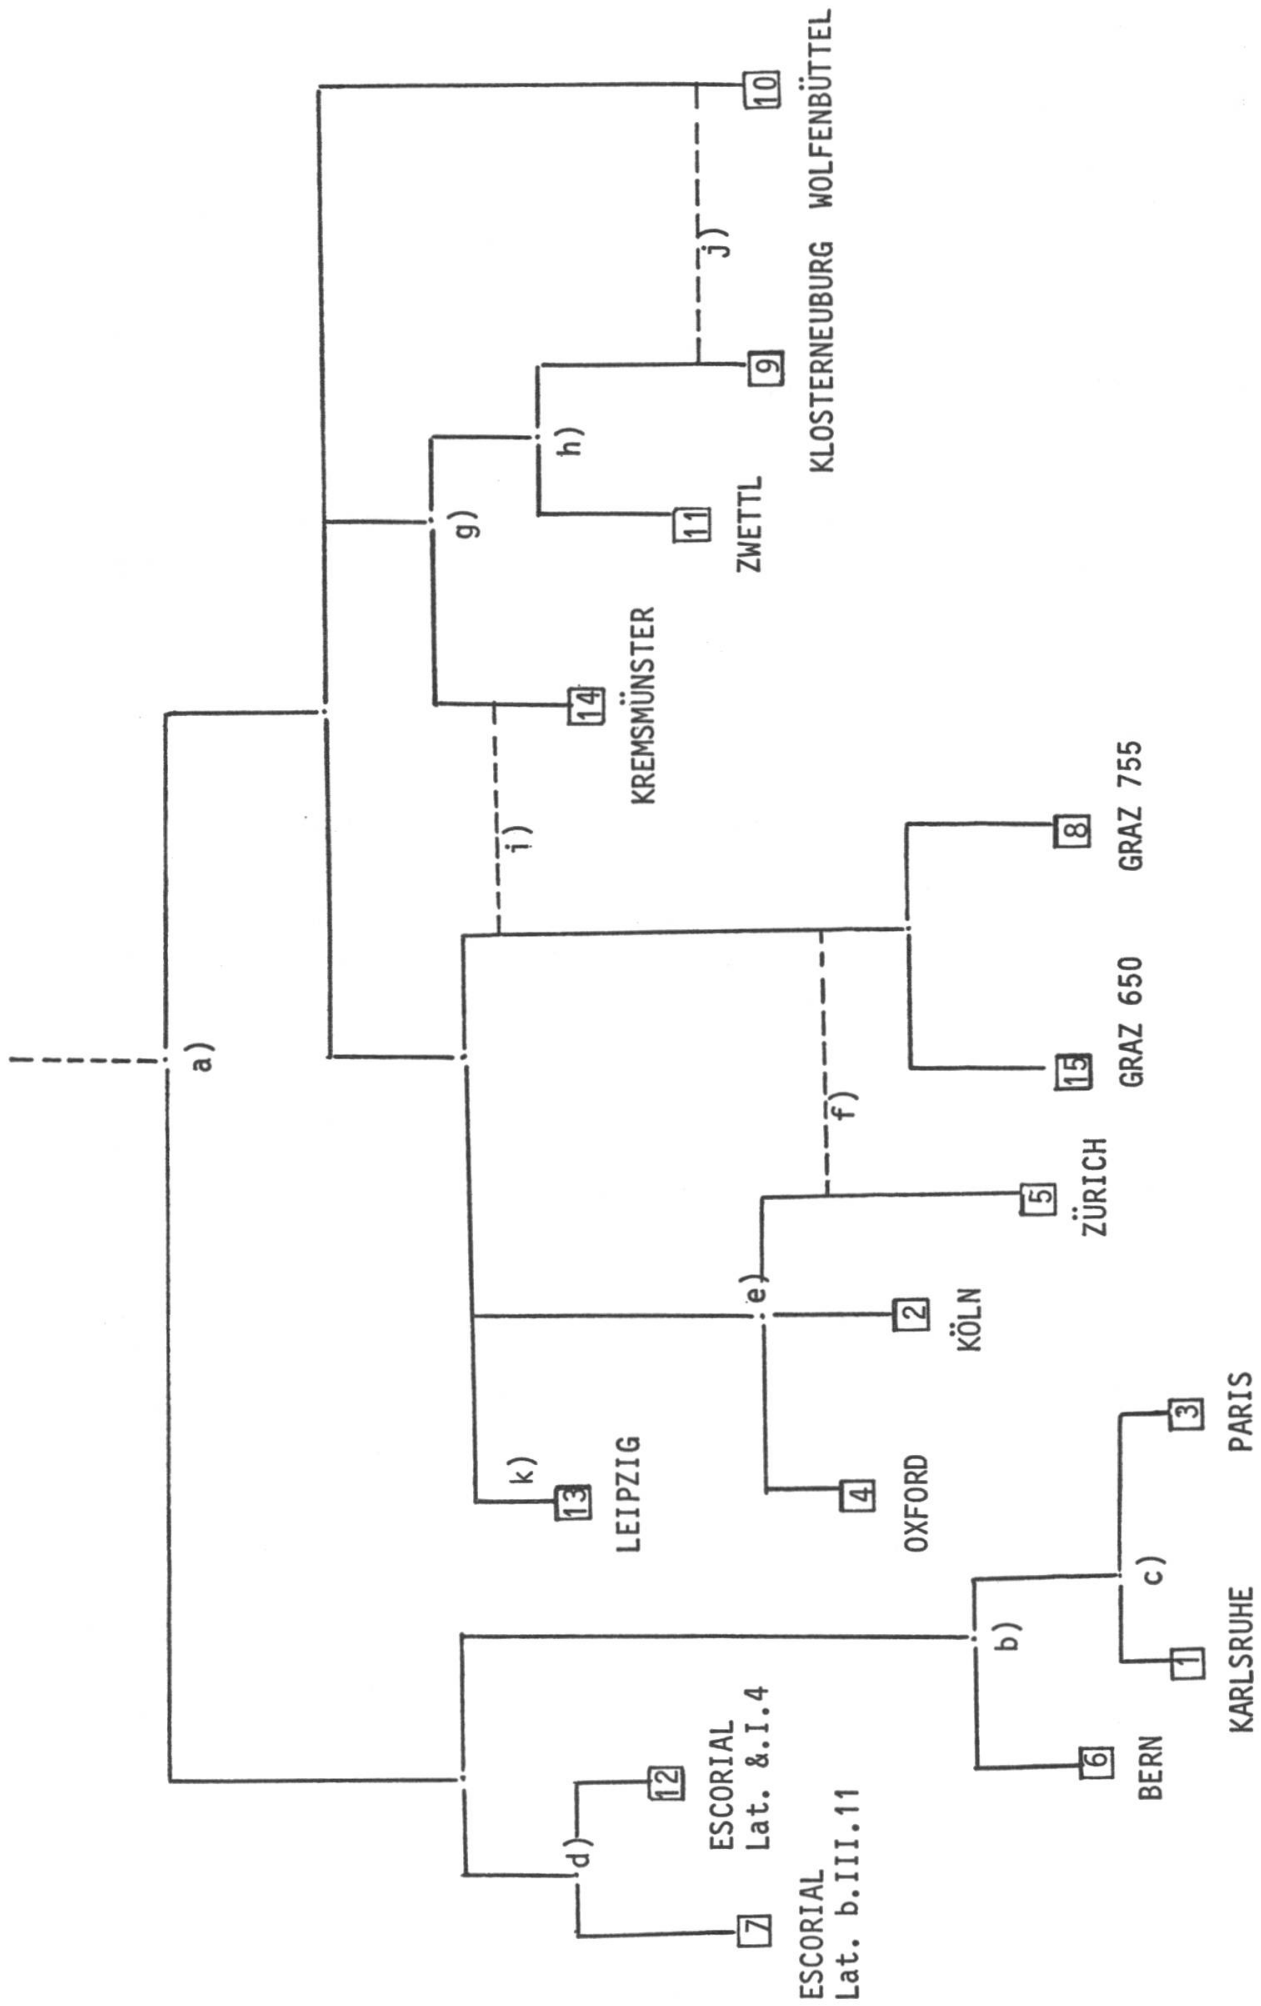 a)
g)
i)
k)
d)
h)
13
14
LEIPZIG
KREMSMÜNSTER
12
11
j)
ESCORIAL
Lat. &.I.4
e)
ZWETTL
7
9
10
ESCORIAL
Lat. b.III.11
KLOSTERNEUBURG WOLFENBÜTTEL
f)
4
2
OXFORD
KÖLN
b)
5
ZÜRICH
15
8
GRAZ 650
GRAZ 755
6
BERN
c)
1
3
KARLSRUHE
PARIS